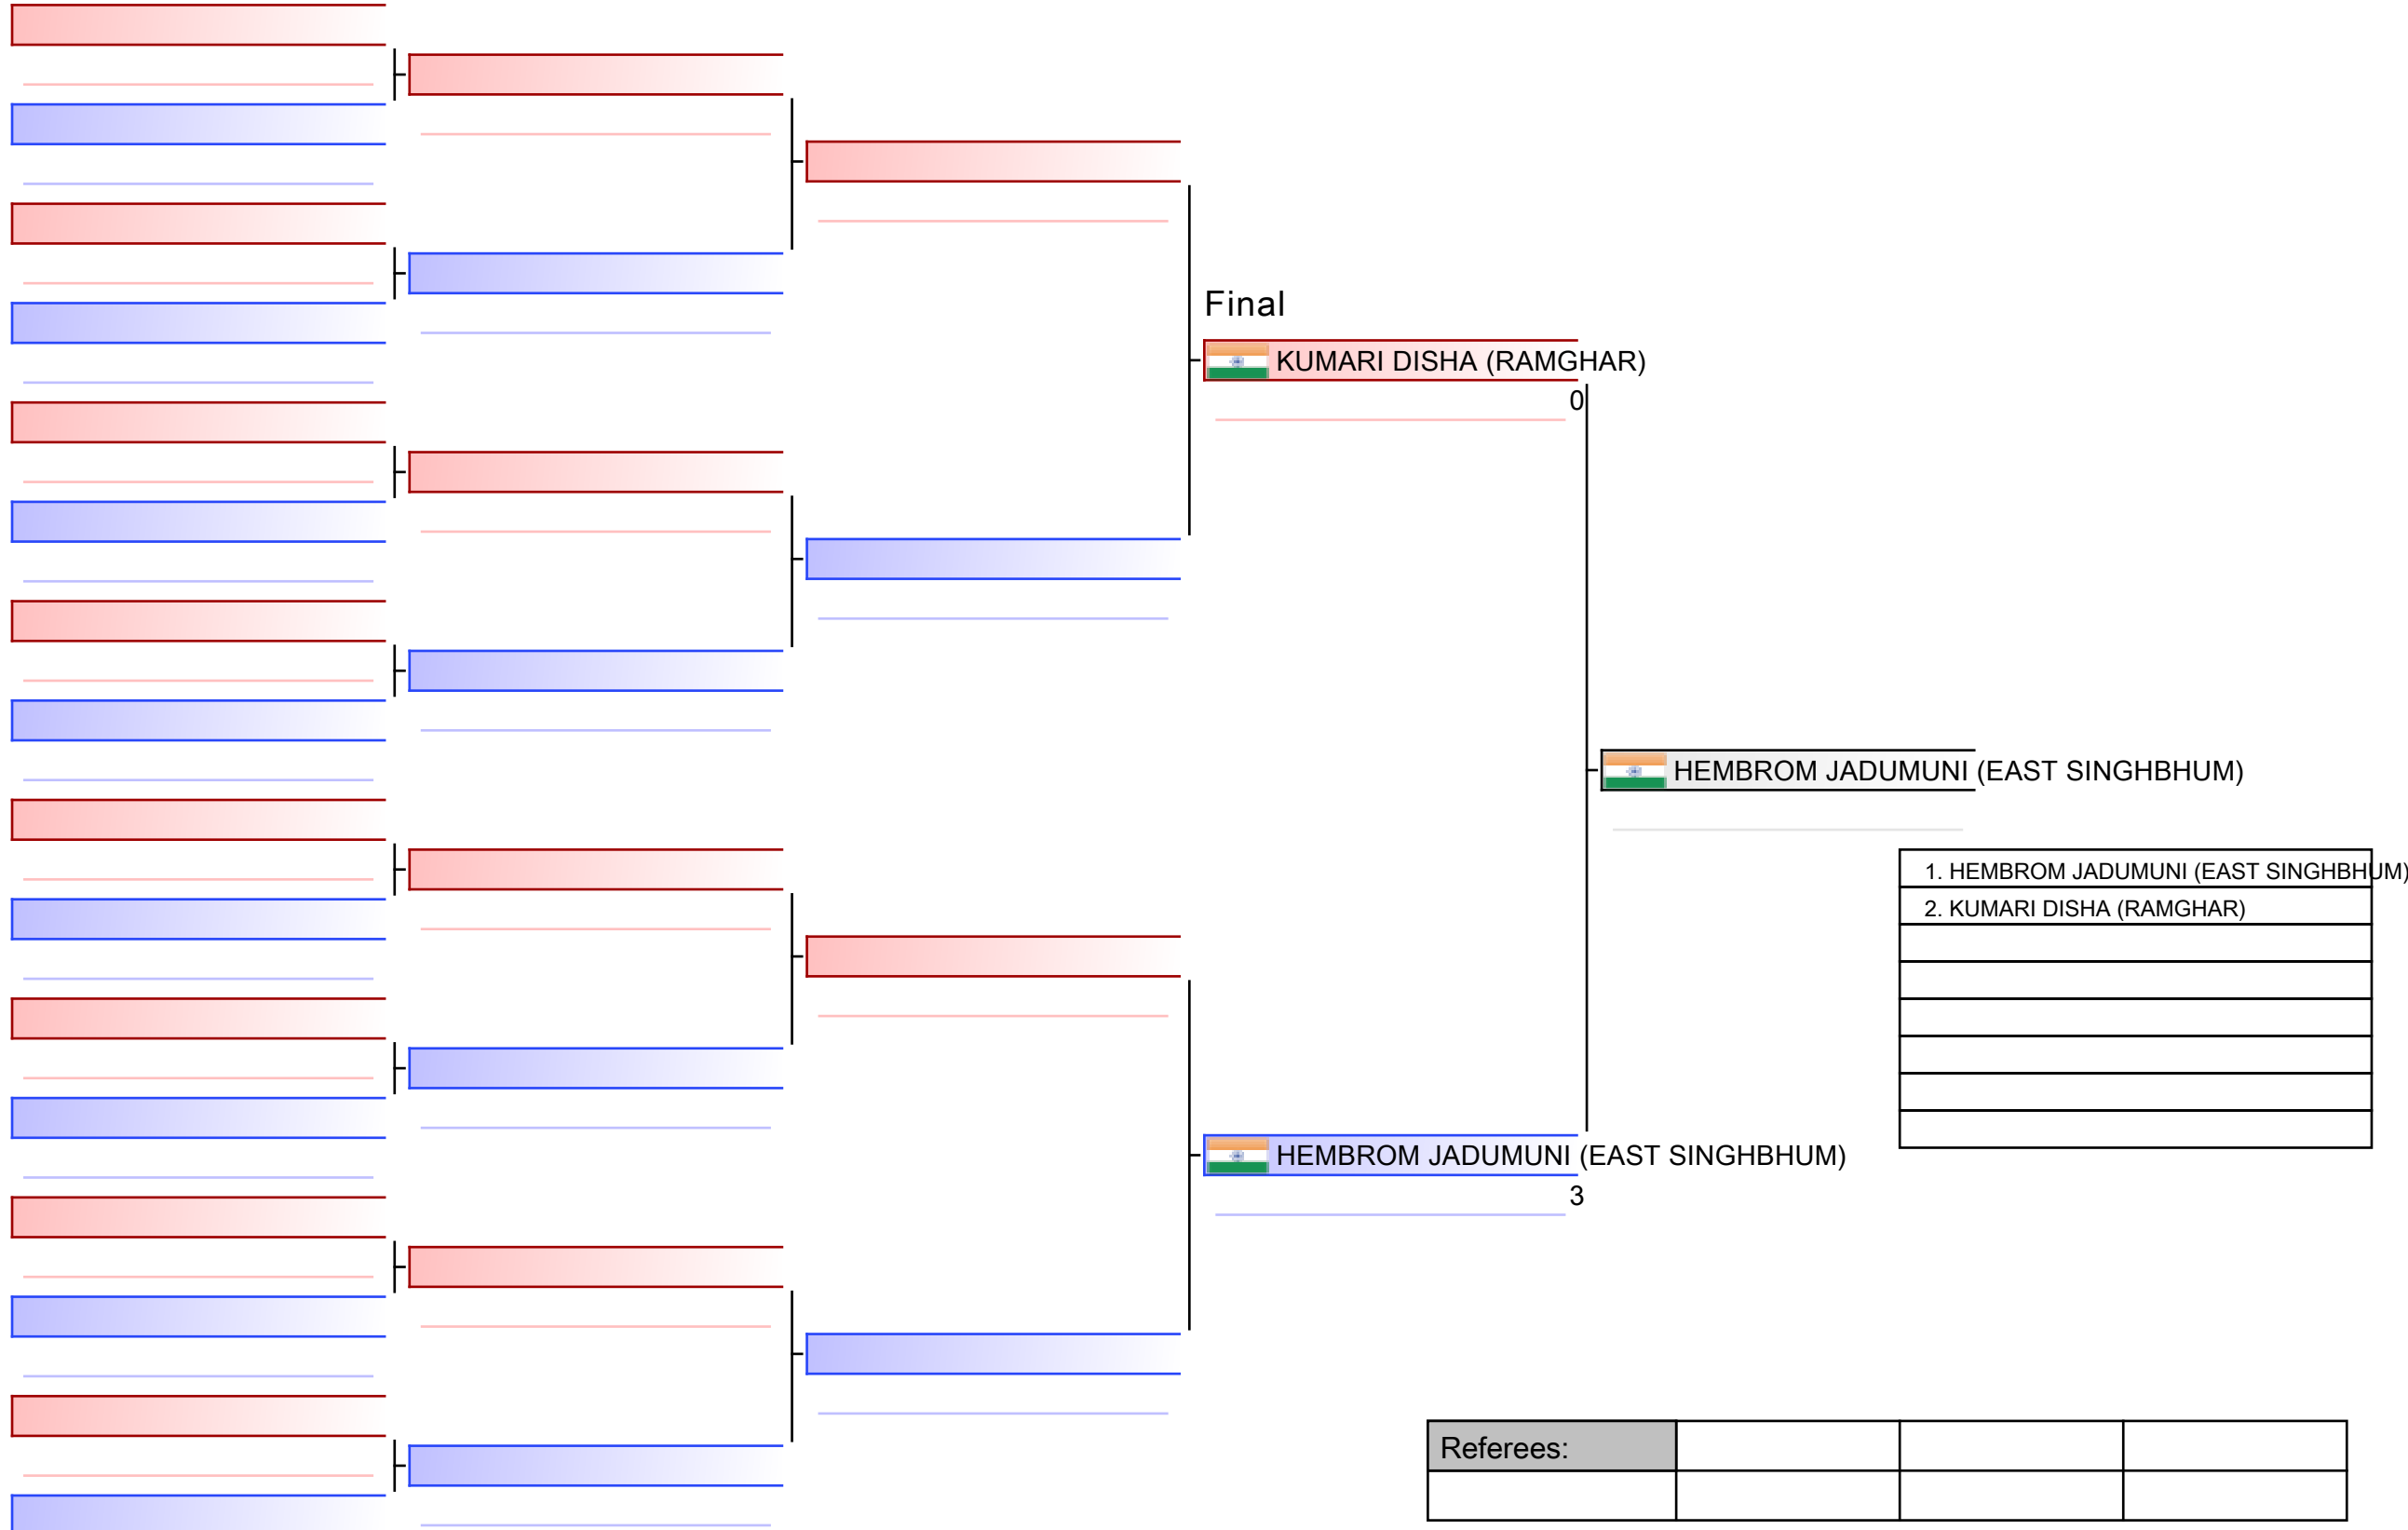 Final
KUMARI DISHA (RAMGHAR)
0
HEMBROM JADUMUNI (EAST SINGHBHUM)
1. HEMBROM JADUMUNI (EAST SINGHBHUM)
2. KUMARI DISHA (RAMGHAR)
HEMBROM JADUMUNI (EAST SINGHBHUM)
3
Referees: